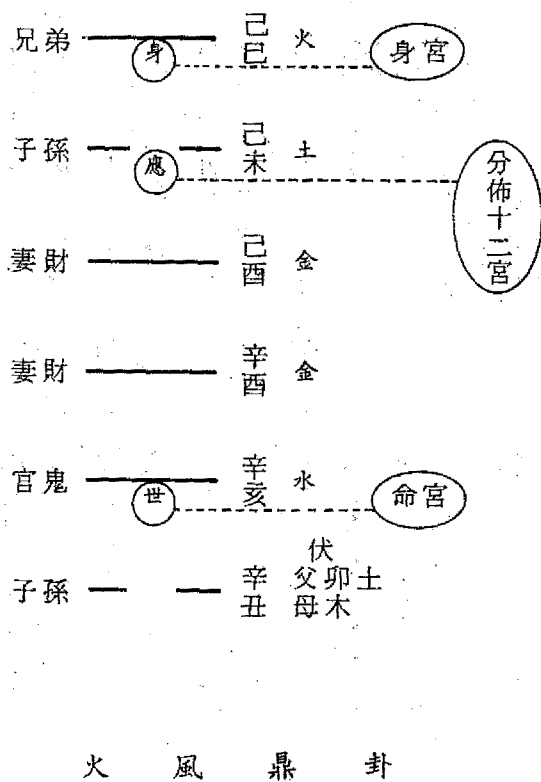 兄弟 身 己巳 火 身宮
子孫 應 己未 土 分佈十二宮
妻財 己酉 金
妻財 辛酉 金
官鬼 世 辛亥 水 命宮
伏
子孫 辛丑 父母 卯木 土
火風鼎卦